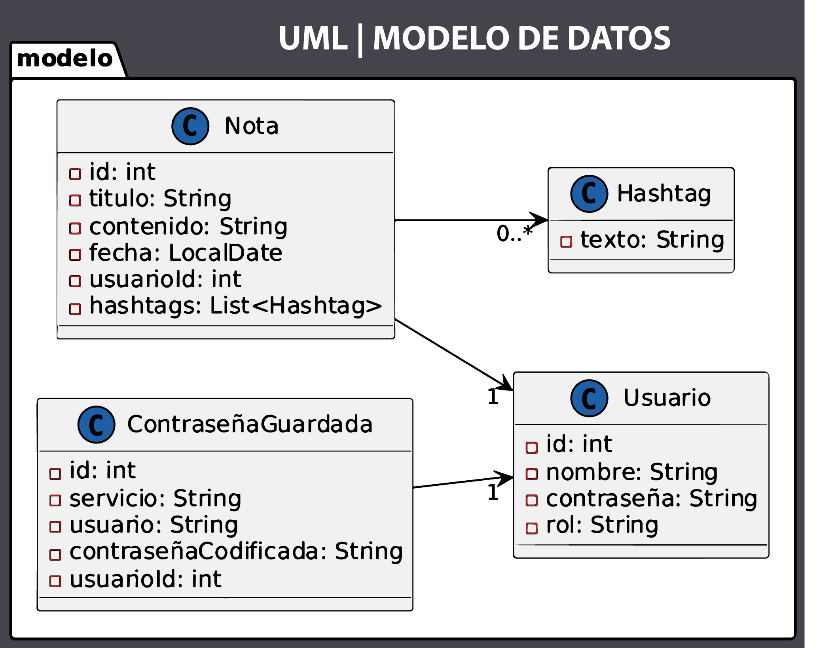 UML | MODELO DE DATOS
modelo
C Nota
id: int
titulo: String
contenido: String
fecha: LocalDate
usuarioId: int
hashtags: List<Hashtag>
C Hashtag
texto: String
0..*
1
C ContraseñaGuardada
id: int
servicio: String
usuario: String
contraseñaCodificada: String
usuarioId: int
1
C Usuario
id: int
nombre: String
contraseña: String
rol: String